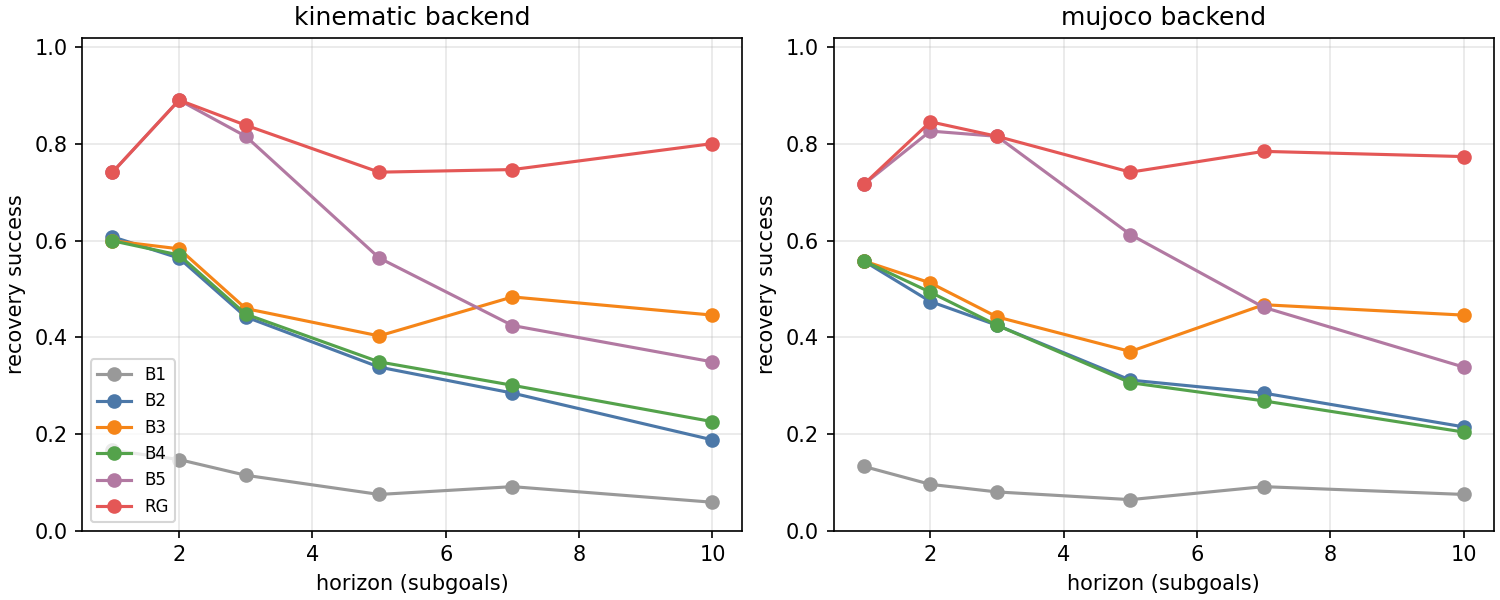 kinematic backend
1.0
0.8
0.6
0.4
0.2
0.0
recovery success
B1
B2
B3
B4
B5
RG
2 4 6 8 10
horizon (subgoals)
mujoco backend
1.0
0.8
0.6
0.4
0.2
0.0
recovery success
2 4 6 8 10
horizon (subgoals)